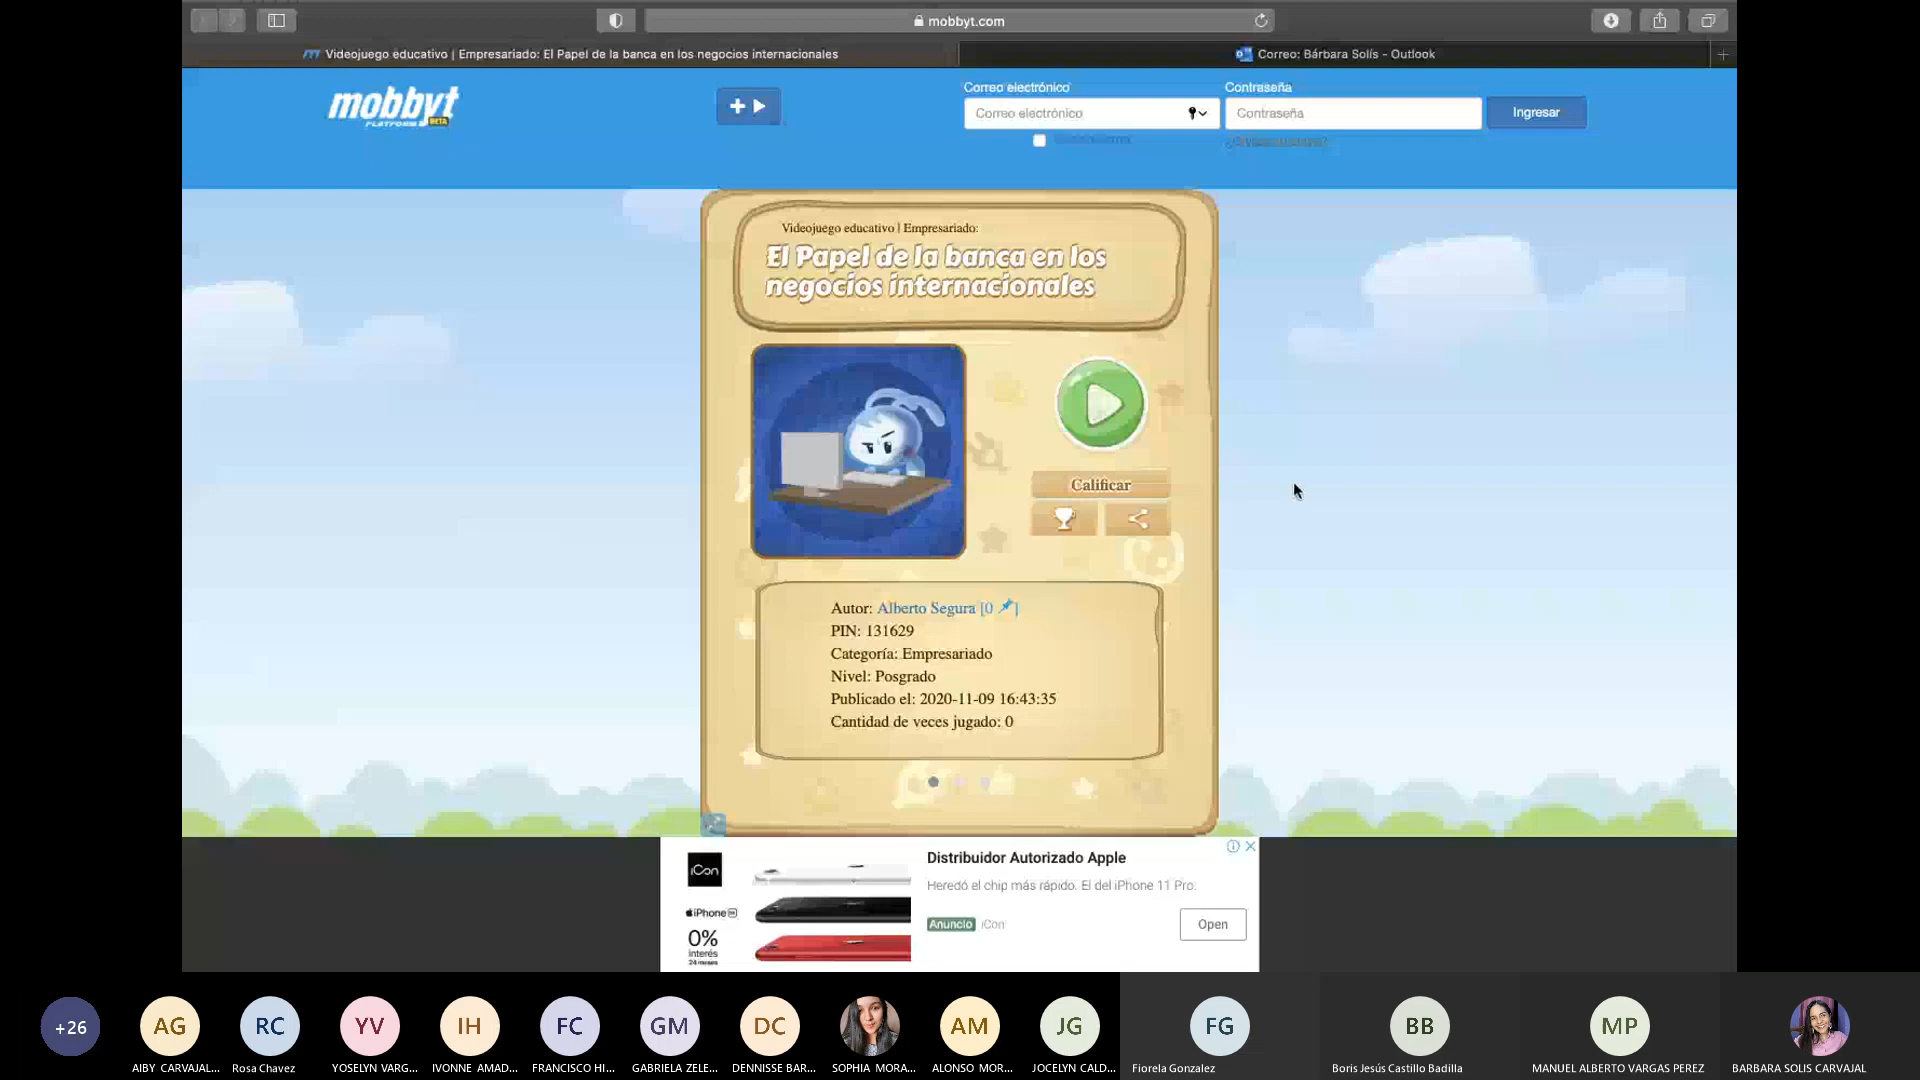 mobbyt.com
Videojuego educativo | Empresariado: El Papel de la banca en los negocios internacionales
Correo: Bárbara Solís - Outlook
mobbyt
PLATFORM BETA
Correo electrónico
Contraseña
Correo electrónico
Contraseña
Ingresar
Videojuego educativo | Empresariado:
El Papel de la banca en los
negocios internacionales
Calificar
Autor: Alberto Segura [0 ]
PIN: 131629
Categoría: Empresariado
Nivel: Posgrado
Publicado el: 2020-11-09 16:43:35
Cantidad de veces jugado: 0
iCon
iPhone SE
0%
interés
24 meses
Distribuidor Autorizado Apple
Heredó el chip más rápido. El del iPhone 11 Pro.
Anuncio iCon
Open
+26
AG
RC
YV
IH
FC
GM
DC
AM
JG
FG
BB
MP
AIBY CARVAJAL...
Rosa Chavez
YOSELYN VARG...
IVONNE AMAD...
FRANCISCO HI...
GABRIELA ZELE...
DENNISSE BAR...
SOPHIA MORA...
ALONSO MOR...
JOCELYN CALD...
Fiorela Gonzalez
Boris Jesús Castillo Badilla
MANUEL ALBERTO VARGAS PEREZ
BARBARA SOLIS CARVAJAL